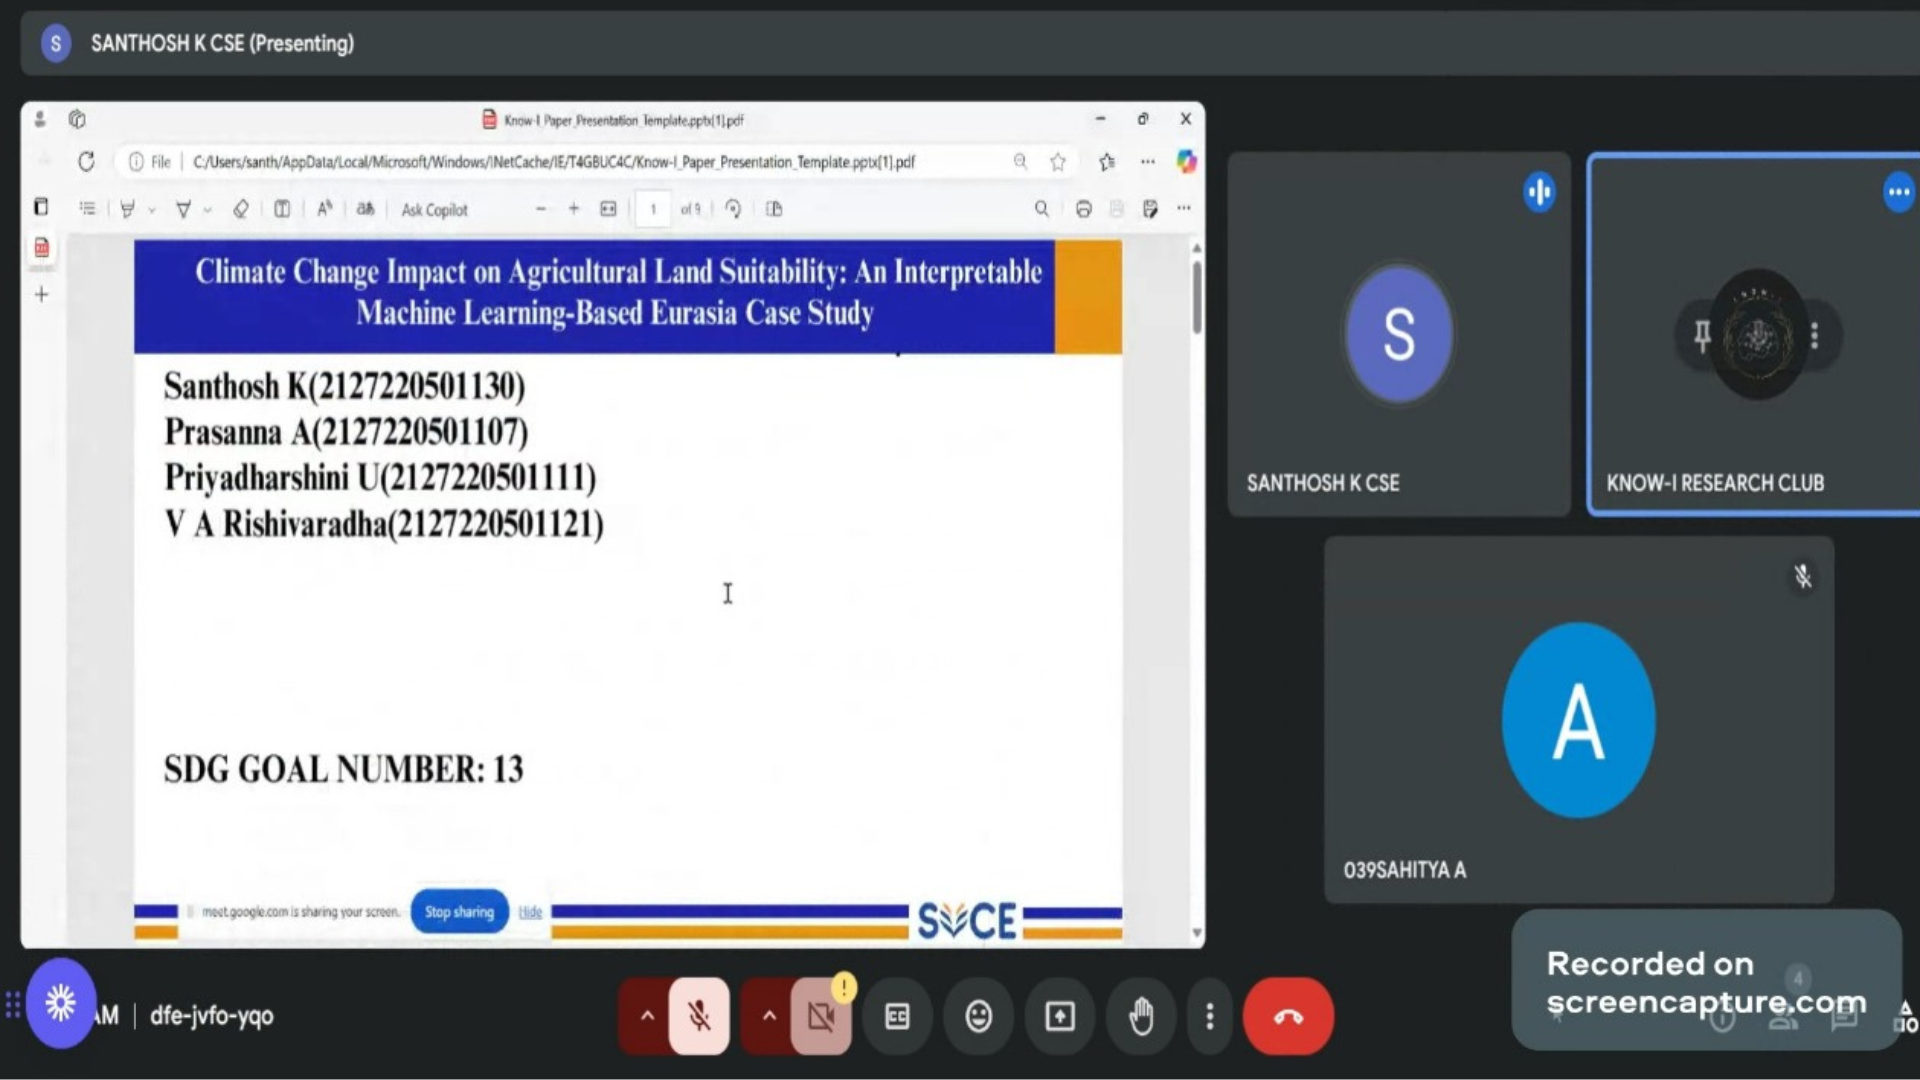 S SANTHOSH K CSE (Presenting)
Know-I_Paper_Presentation_Template.pptx[1].pdf
File | C:/Users/santh/AppData/Local/Microsoft/Windows/INetCache/IE/T4GBUC4C/Know-I_Paper_Presentation_Template.pptx[1].pdf
Ask Copilot
1 of 9
Climate Change Impact on Agricultural Land Suitability: An Interpretable
Machine Learning-Based Eurasia Case Study
Santhosh K(2127220501130)
Prasanna A(2127220501107)
Priyadharshini U(2127220501111)
V A Rishivaradha(2127220501121)
SDG GOAL NUMBER: 13
meet.google.com is sharing your screen.
Stop sharing
Hide
SVCE
S
SANTHOSH K CSE
KNOW-I RESEARCH CLUB
A
039SAHITYA A
AM | dfe-jvfo-yqo
4
Recorded on
screencapture.com